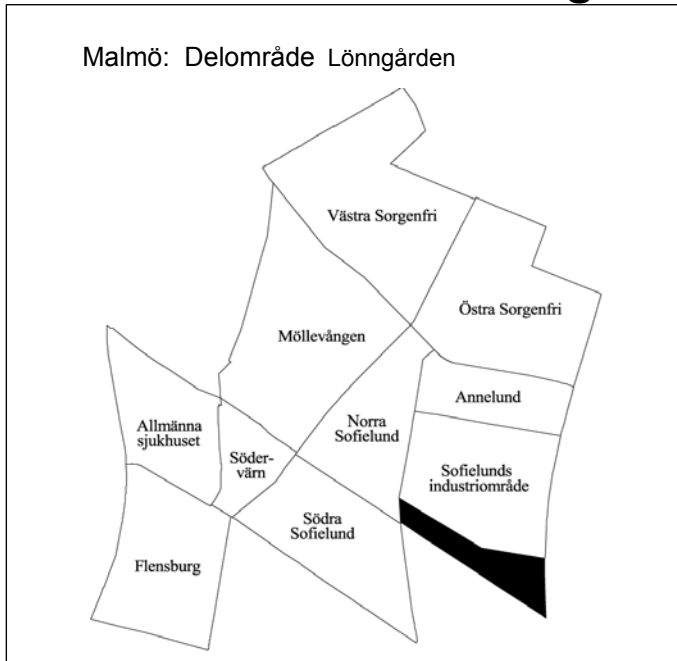 Malmö: Delområde Lönngården
Västra Sorgenfri
Östra Sorgenfri
Möllevången
Annelund
Norra
Sofielund
Allmänna
sjukhuset
Söder-
värn
Sofielunds
industriområde
Södra
Sofielund
Flensburg